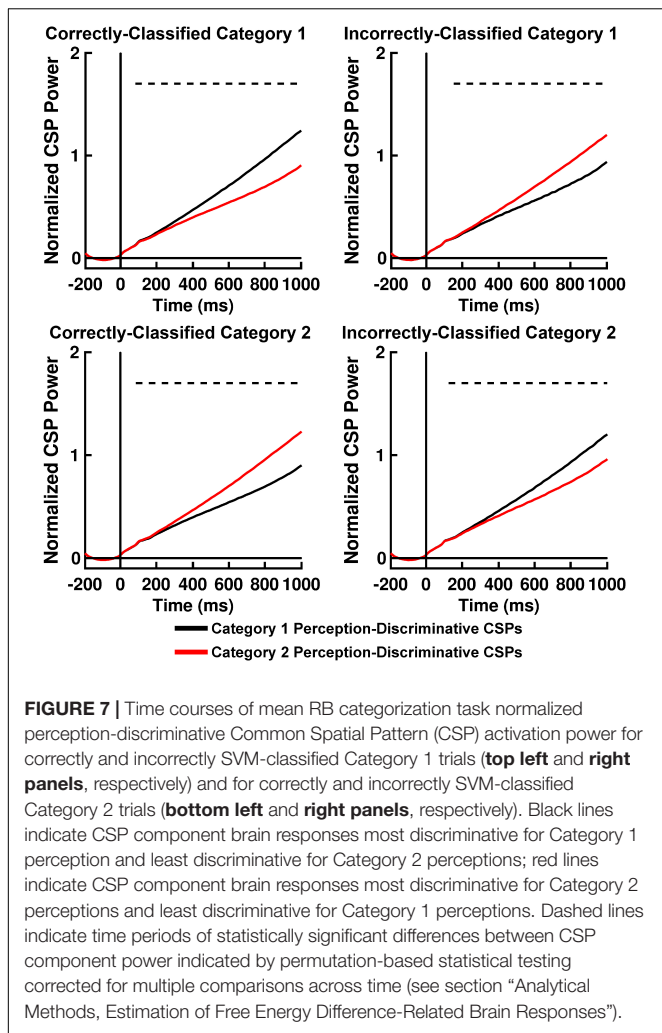 Correctly-Classified Category 1
Incorrectly-Classified Category 1
Normalized CSP Power
2
1
0
-200 0 200 400 600 800 1000
Time (ms)
Normalized CSP Power
2
1
0
-200 0 200 400 600 800 1000
Time (ms)
Correctly-Classified Category 2
Incorrectly-Classified Category 2
Normalized CSP Power
2
1
0
-200 0 200 400 600 800 1000
Time (ms)
Normalized CSP Power
2
1
0
-200 0 200 400 600 800 1000
Time (ms)
Category 1 Perception-Discriminative CSPs
Category 2 Perception-Discriminative CSPs
FIGURE 7 | Time courses of mean RB categorization task normalized
perception-discriminative Common Spatial Pattern (CSP) activation power for
correctly and incorrectly SVM-classified Category 1 trials (top left and right
panels, respectively) and for correctly and incorrectly SVM-classified
Category 2 trials (bottom left and right panels, respectively). Black lines
indicate CSP component brain responses most discriminative for Category 1
perception and least discriminative for Category 2 perceptions; red lines
indicate CSP component brain responses most discriminative for Category 2
perceptions and least discriminative for Category 1 perceptions. Dashed lines
indicate time periods of statistically significant differences between CSP
component power indicated by permutation-based statistical testing
corrected for multiple comparisons across time (see section “Analytical
Methods, Estimation of Free Energy Difference-Related Brain Responses”).